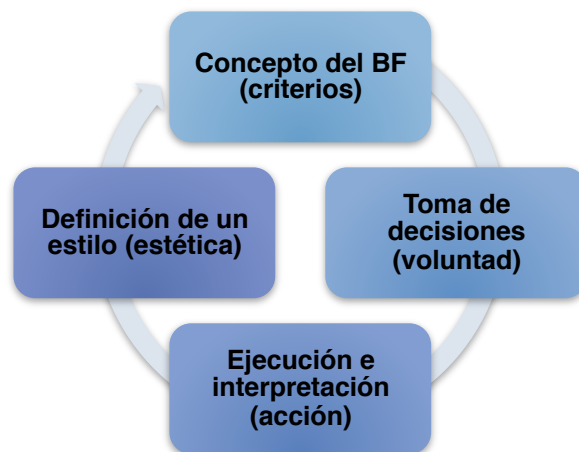 Concepto del BF
(criterios)
Toma de
decisiones
(voluntad)
Ejecución e
interpretación
(acción)
Definición de un
estilo (estética)